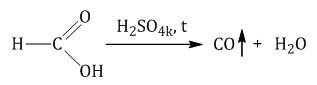 O
H₂SO₄ₖ, t
H—C → CO↑ + H₂O
OH